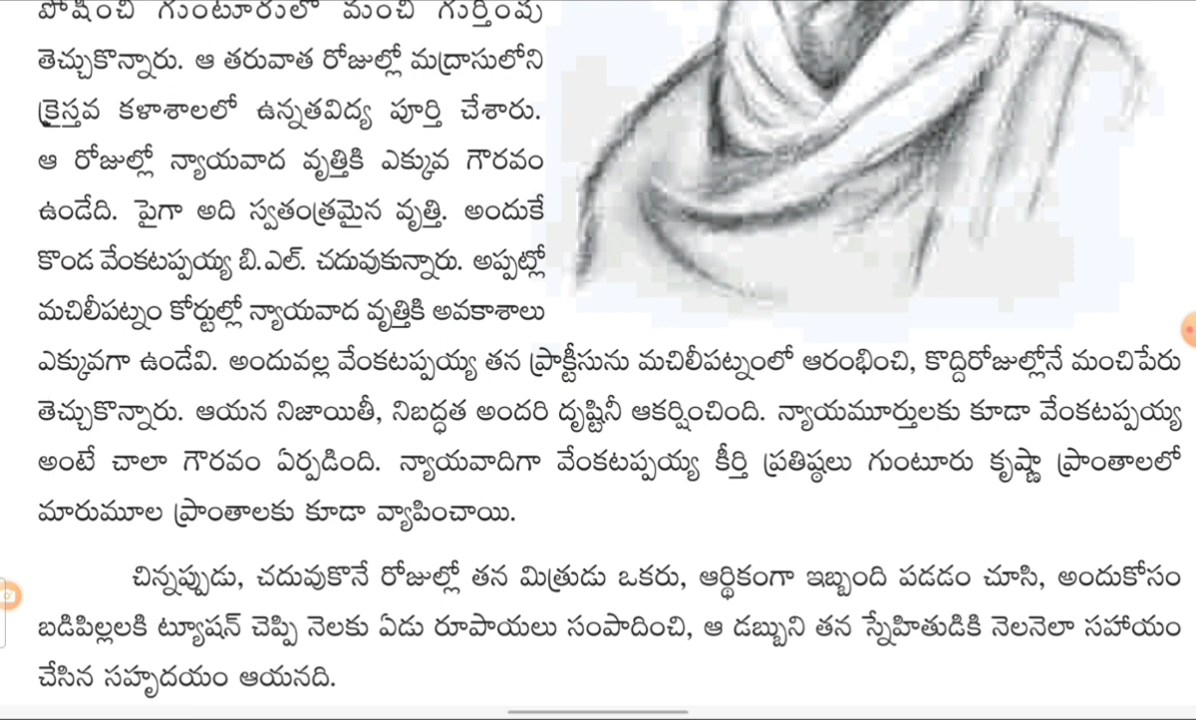 పోషించి గుంటూరులో మంచి గుర్తింపు
తెచ్చుకొన్నారు. ఆ తరువాత రోజుల్లో మద్రాసులోని
క్రైస్తవ కళాశాలలో ఉన్నతవిద్య పూర్తి చేశారు.
ఆ రోజుల్లో న్యాయవాద వృత్తికి ఎక్కువ గౌరవం
ఉండేది. పైగా అది స్వతంత్రమైన వృత్తి. అందుకే
కొండ వేంకటప్పయ్య బి.ఎల్. చదువుకున్నారు. అప్పట్లో
మచిలీపట్నం కోర్టుల్లో న్యాయవాద వృత్తికి అవకాశాలు
ఎక్కువగా ఉండేవి. అందువల్ల వేంకటప్పయ్య తన ప్రాక్టీసును మచిలీపట్నంలో ఆరంభించి, కొద్దిరోజుల్లోనే మంచిపేరు
తెచ్చుకొన్నారు. ఆయన నిజాయితీ, నిబద్ధత అందరి దృష్టినీ ఆకర్షించింది. న్యాయమూర్తులకు కూడా వేంకటప్పయ్య
అంటే చాలా గౌరవం ఏర్పడింది. న్యాయవాదిగా వేంకటప్పయ్య కీర్తి ప్రతిష్ఠలు గుంటూరు కృష్ణా ప్రాంతాలలో
మారుమూల ప్రాంతాలకు కూడా వ్యాపించాయి.
చిన్నప్పుడు, చదువుకొనే రోజుల్లో తన మిత్రుడు ఒకరు, ఆర్థికంగా ఇబ్బంది పడడం చూసి, అందుకోసం
బడిపిల్లలకి ట్యూషన్ చెప్పి నెలకు ఏడు రూపాయలు సంపాదించి, ఆ డబ్బుని తన స్నేహితుడికి నెలనెలా సహాయం
చేసిన సహృదయం ఆయనది.